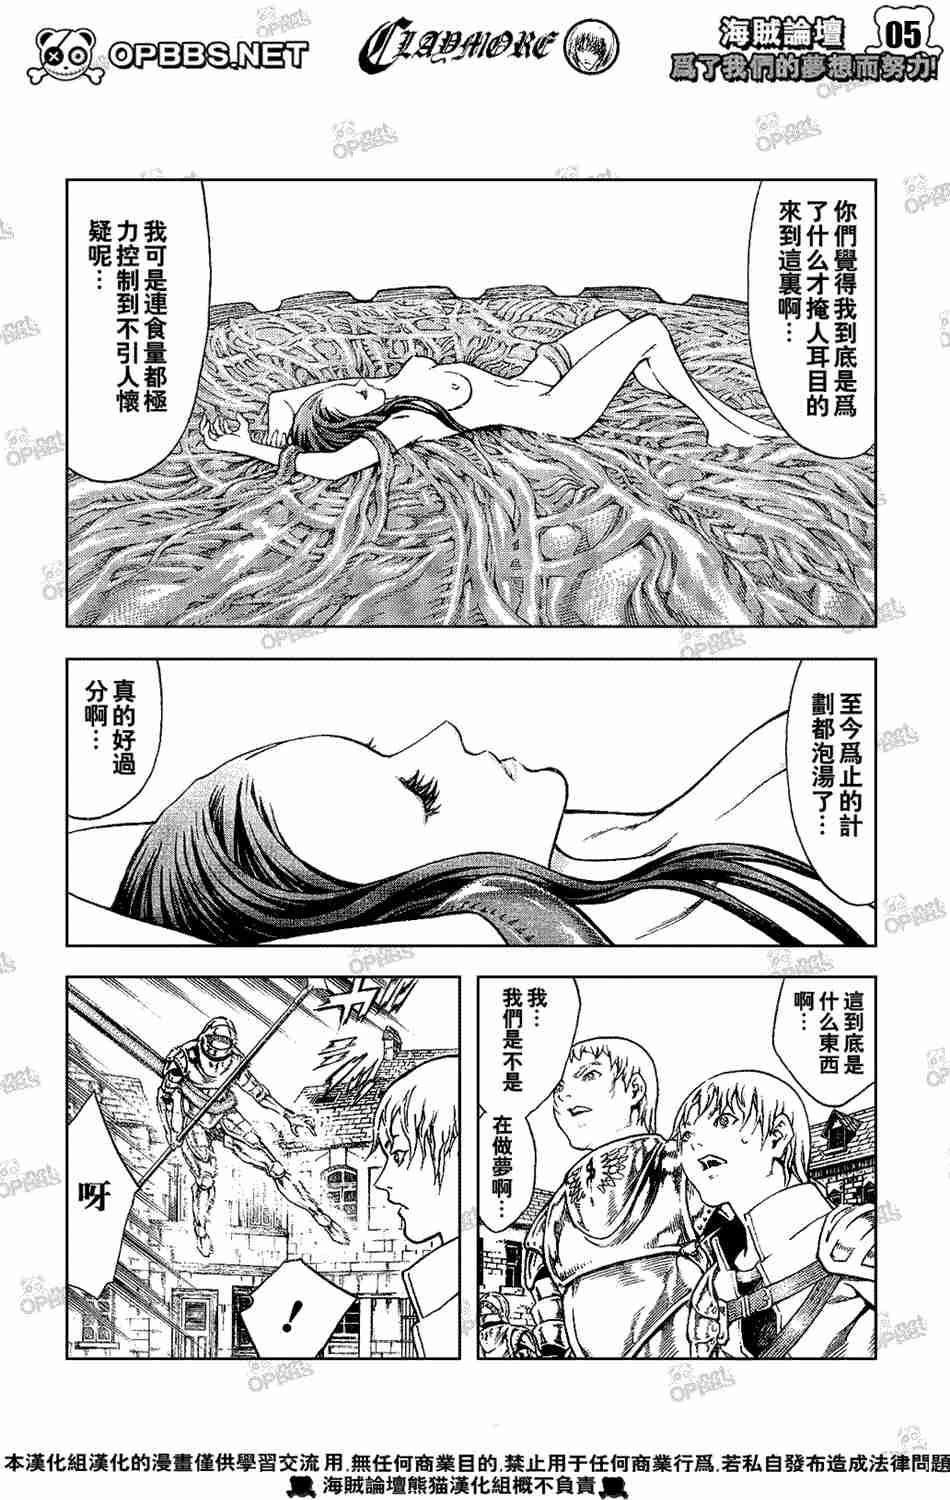 OPBBS.NET
CLAYMORE
海賊論壇
05
爲了我們的夢想而努力!
你們覺得我到底是爲
了什么才掩人耳目的
來到這裏啊…
我可是連食量都極
力控制到不引人懷
疑呢…
至今爲止的計
劃都泡湯了…
真的好過
分啊…
這到底是
什么東西
啊…
我…
我們是不是
在做夢啊…
呀
!
本漢化組漢化的漫畫僅供學習交流用.無任何商業目的.禁止用于任何商業行爲.若私自發布造成法律問題
海賊論壇熊猫漢化組概不負責